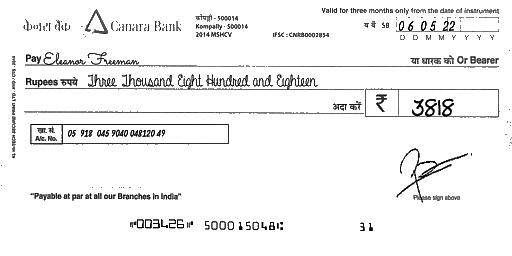 Valid for three months only from the date of instrument
केनरा बैंक Canara Bank
कोंपल्ली - 500014
Kompally - 500014
2014 MSHCV
IFSC : CNRB0002854
SB 06 05 22
D D M M Y Y Y Y
Pay Eleanor Freeman या धारक को Or Bearer
Rupees रुपये Three Thousand Eight Hundred and Eighteen
अदा करें ₹ 3818
खा. सं.
A/c. No. 05 918 045 9040 048120 49
Please sign above
"Payable at par at all our Branches in India"
⑈003426⑈ 500015048⑆ 31